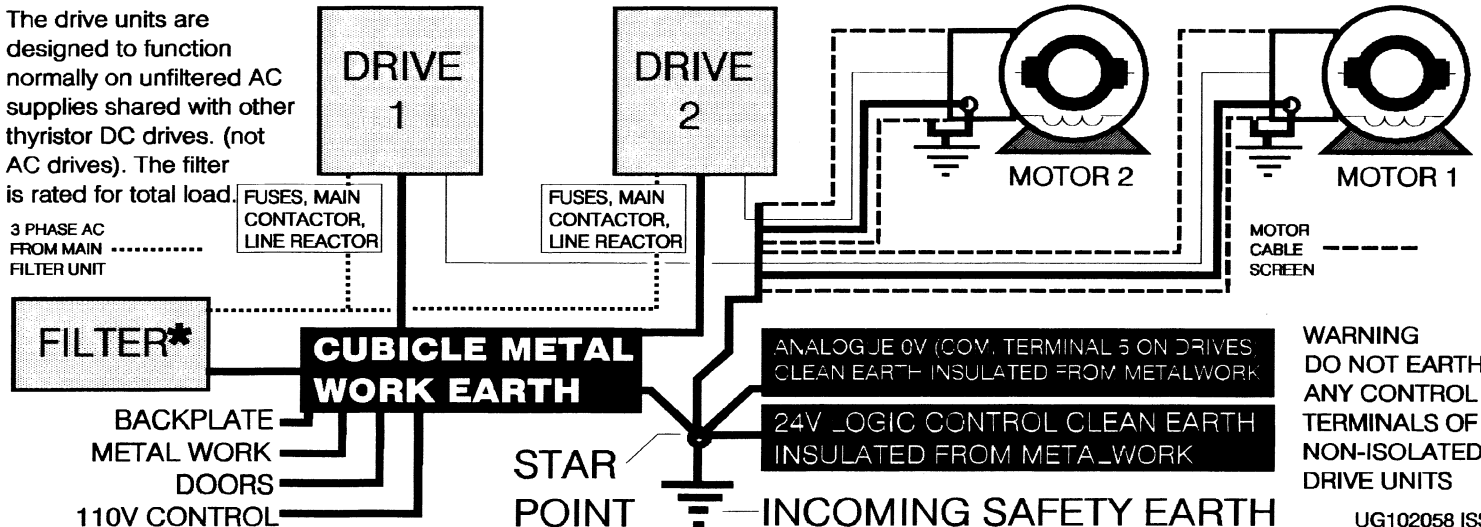 The drive units are
designed to function
normally on unfiltered AC
supplies shared with other
thyristor DC drives. (not
AC drives). The filter
is rated for total load.
DRIVE
1
DRIVE
2
MOTOR 2
MOTOR 1
FUSES, MAIN
CONTACTOR,
LINE REACTOR
FUSES, MAIN
CONTACTOR,
LINE REACTOR
3 PHASE AC
FROM MAIN
FILTER UNIT
MOTOR
CABLE
SCREEN
FILTER*
CUBICLE METAL
WORK EARTH
ANALOGUE 0V (COM, TERMINAL 5 ON DRIVES)
CLEAN EARTH INSULATED FROM METALWORK
24V LOGIC CONTROL CLEAN EARTH
INSULATED FROM METALWORK
WARNING
DO NOT EARTH
ANY CONTROL
TERMINALS OF
NON-ISOLATED
DRIVE UNITS
BACKPLATE
METAL WORK
DOORS
110V CONTROL
STAR
POINT
INCOMING SAFETY EARTH
UG102058 ISS